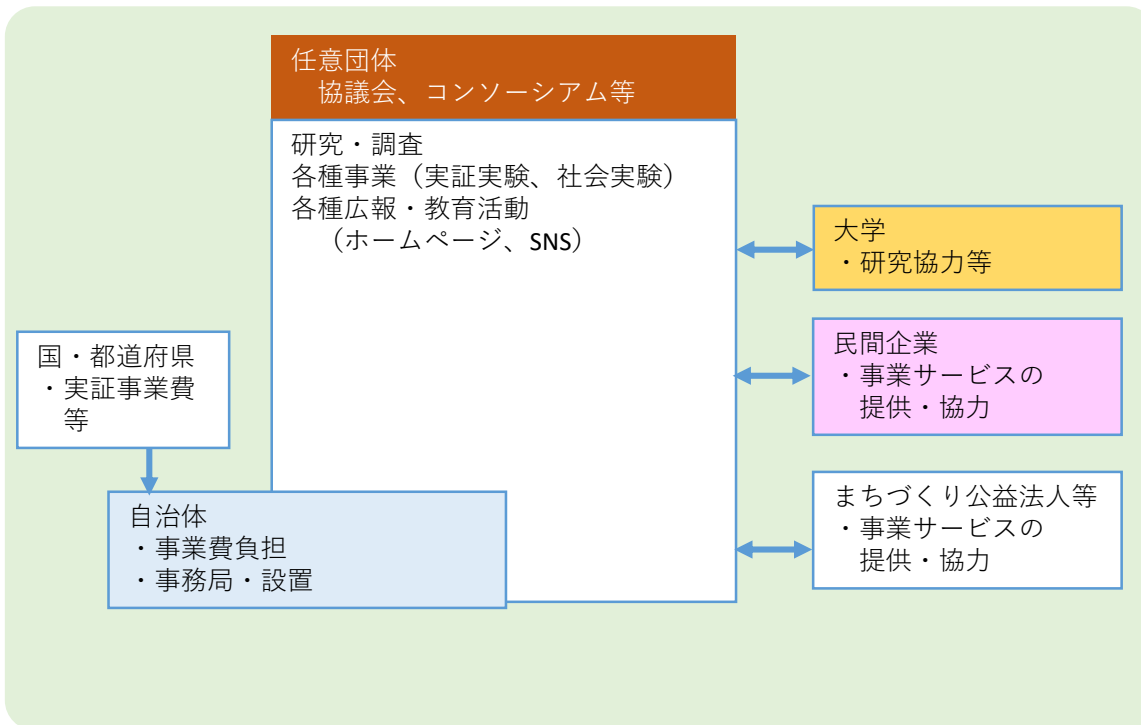 任意団体
協議会、コンソーシアム等
研究・調査
各種事業（実証実験、社会実験）
各種広報・教育活動
（ホームページ、SNS）
大学
・研究協力等
民間企業
・事業サービスの
提供・協力
まちづくり公益法人等
・事業サービスの
提供・協力
国・都道府県
・実証事業費
等
自治体
・事業費負担
・事務局・設置